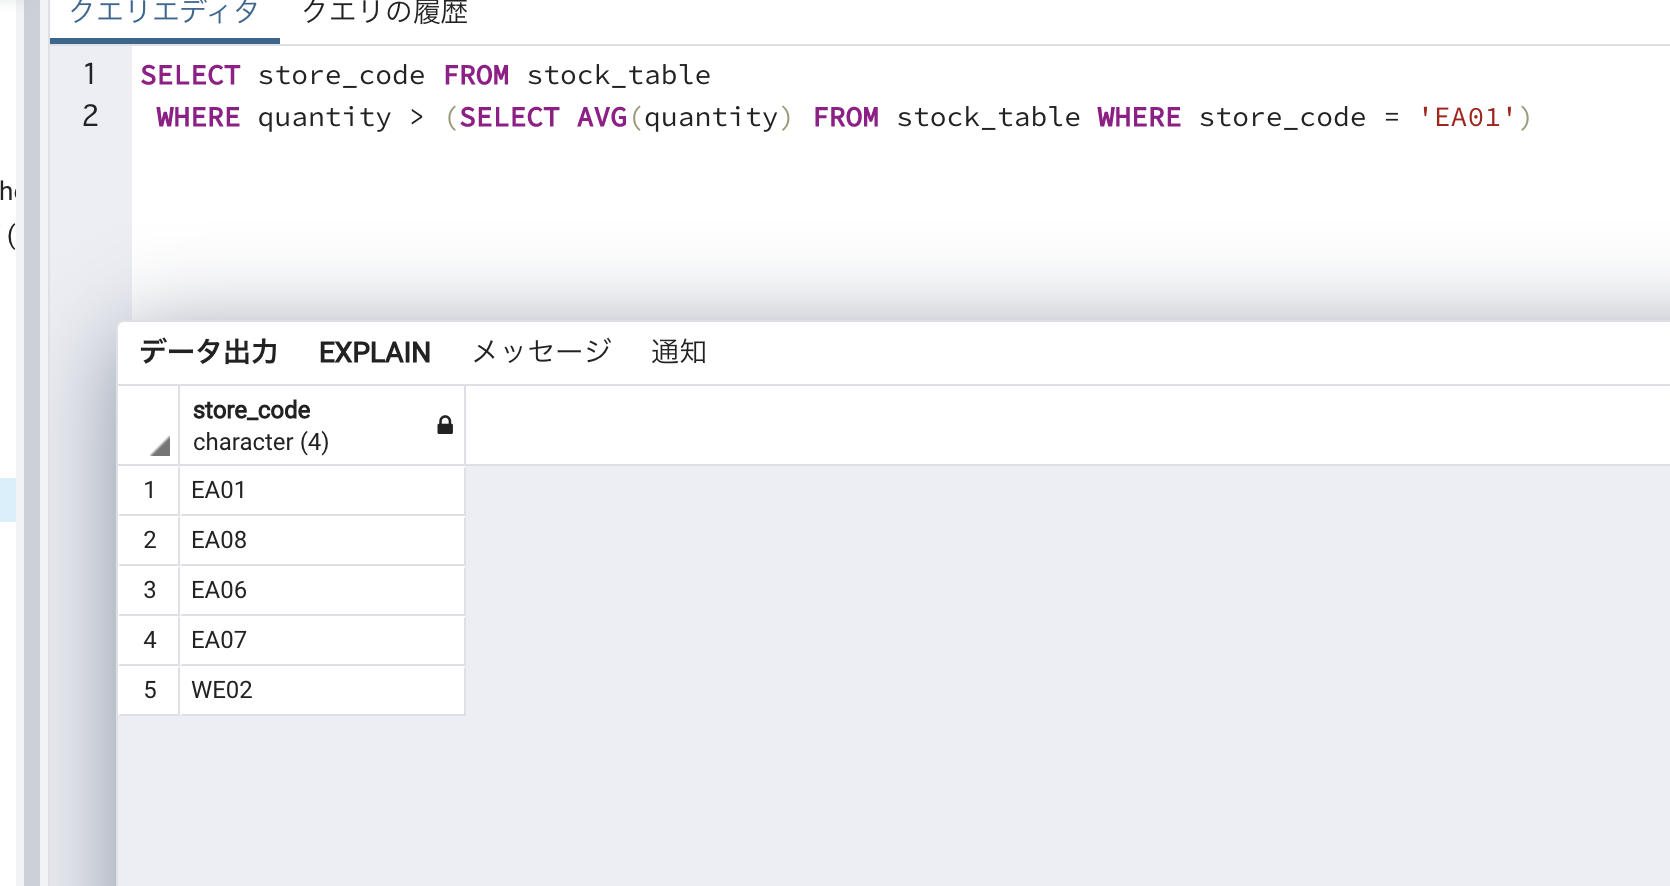 クエリエディタ クエリの履歴
1 SELECT store_code FROM stock_table
2 WHERE quantity > (SELECT AVG(quantity) FROM stock_table WHERE store_code = 'EA01')
(
データ出力 EXPLAIN メッセージ 通知
store_code
character (4)
1 EA01
2 EA08
3 EA06
4 EA07
5 WE02